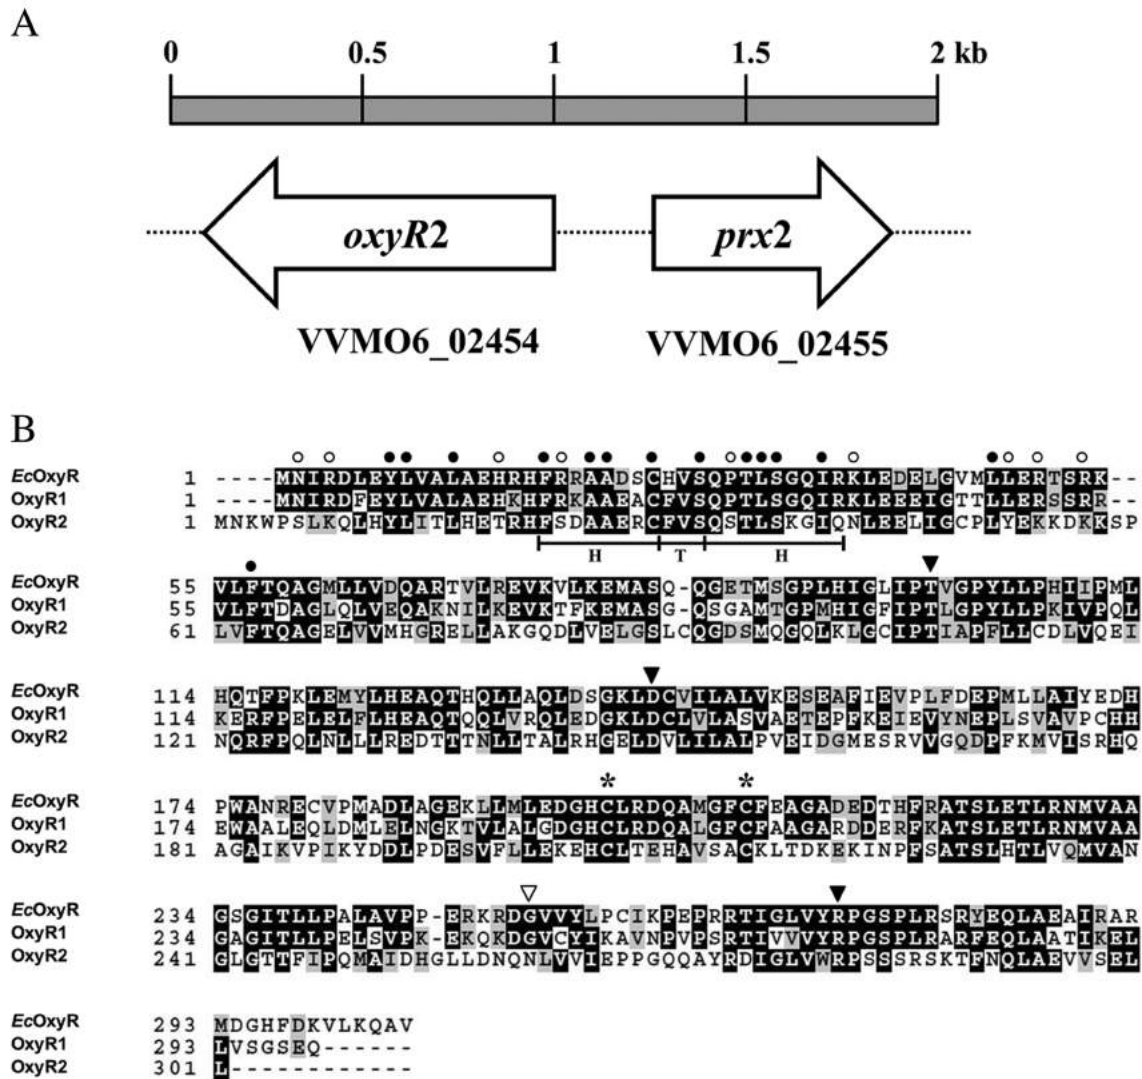 A
0 0.5 1 1.5 2 kb
oxyR2 prx2
VVMO6_02454 VVMO6_02455
B
EcOxyR 1 ----MNIRDLEYLVALAEHRHFRRAADSCHVSQPTLSGQIRKLEDELGVMLLERTSRK--
OxyR1 1 ----MNIRDFEYLVALAEHKHFRKAAEACFVSQPTLSGQIRKLEEEIGTTLLERSSRR--
OxyR2 1 MNKWPSLKQLHYLITLHETRHFSDAAERCFVSQSTLSKGIQNLEELIGCPLYEKKDKKSP
H T H
EcOxyR 55 VLFTQAGMLLVDQARTVLREVKVLKEMASQ-QGETMSGPLHIGLIPTVGPYLLPHIIPML
OxyR1 55 VLFTDAGLQLVEQAKNILKEVKTFKEMASG-QSGAMTGPMHIGFIPTLGPYLLPKIVPQL
OxyR2 61 LVFTQAGELVVMHGRELLAKGQDLVELGSLCQGDSMQGQLKLGCIPTIAPFLLCDLVQEI
EcOxyR 114 HQTFPKLEMYLHEAQTHQLLAQLDSGKLDCVILALVKESEAFIEVPLFDEPMLLAIYEDH
OxyR1 114 KERFPELELFLHEAQTQQLVRQLEDGKLDCLVLASVAETEPFKEIEVYNEPLSVAVPCHH
OxyR2 121 NQRFPQLNLLLREDTTTNLLTALRHGELDVLILALPVEIDGMESRVVGQDPFKMVISRHQ
* *
EcOxyR 174 PWANRECVPMADLAGEKLLMLEDGHCLRDQAMGFCFEAGADEDTHFRATSLETLRNMVAA
OxyR1 174 EWAALEQLDMLELNGKTVLALGDGHCLRDQALGFCFAAGARDDERFKATSLETLRNMVAA
OxyR2 181 AGAIKVPIKYDDLPDESVFLLEKEHCLTEHAVSACKLTDKEKINPFSATSLHTLVQMVAN
EcOxyR 234 GSGITLLPALAVPP-ERKRDGVVYLPCIKPEPRRTIGLVYRPGSPLRSRYEQLAEAIRAR
OxyR1 234 GAGITLLPELSVPK-EKQKDGVCYIKAVNPVPSRTIVVVYRPGSPLRARFEQLAATIKEL
OxyR2 241 GLGTTFIPQMAIDHGLLDNQNLVVIEPPGQQAYRDIGLVWRPSSSRSKTFNQLAEVVSEL
EcOxyR 293 MDGHFDKVLKQAV
OxyR1 293 LVSGSEQ------
OxyR2 301 L------------